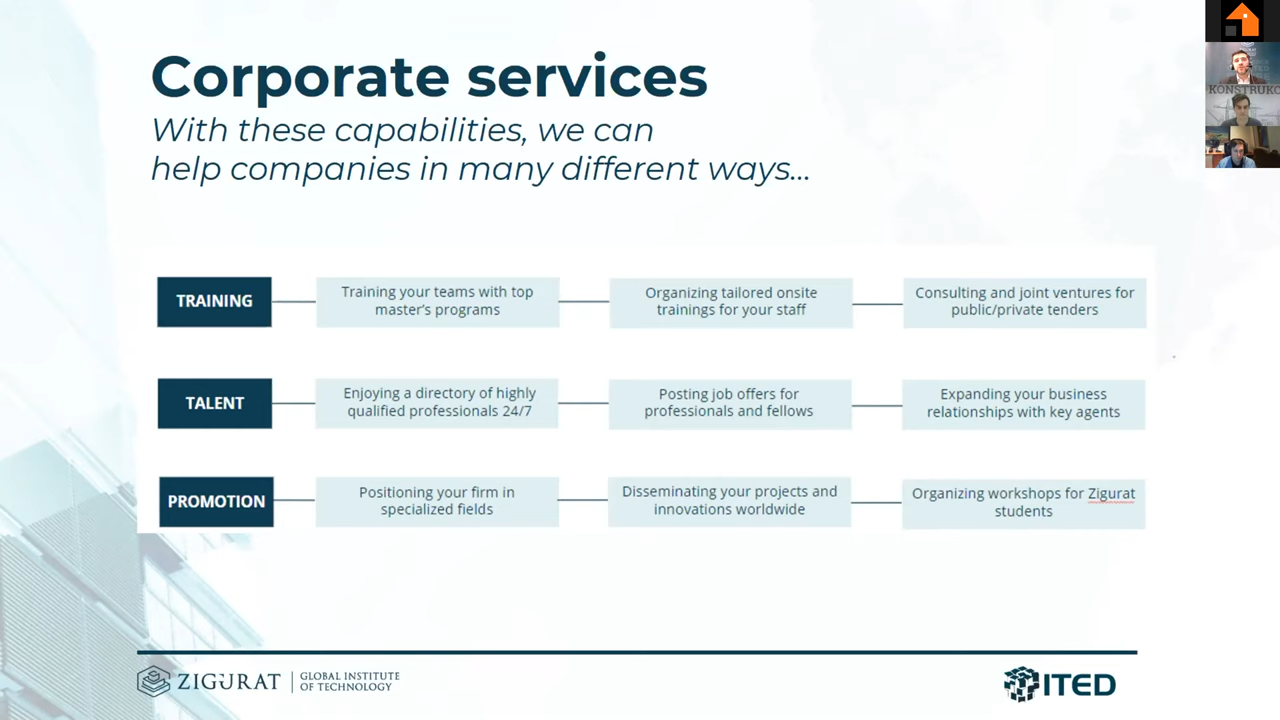 Corporate services
With these capabilities, we can
help companies in many different ways...
TRAINING
Training your teams with top
master's programs
Organizing tailored onsite
trainings for your staff
Consulting and joint ventures for
public/private tenders
TALENT
Enjoying a directory of highly
qualified professionals 24/7
Posting job offers for
professionals and fellows
Expanding your business
relationships with key agents
PROMOTION
Positioning your firm in
specialized fields
Disseminating your projects and
innovations worldwide
Organizing workshops for Zigurat
students
ZIGURAT
GLOBAL INSTITUTE
OF TECHNOLOGY
ITED
KONSTRUKC